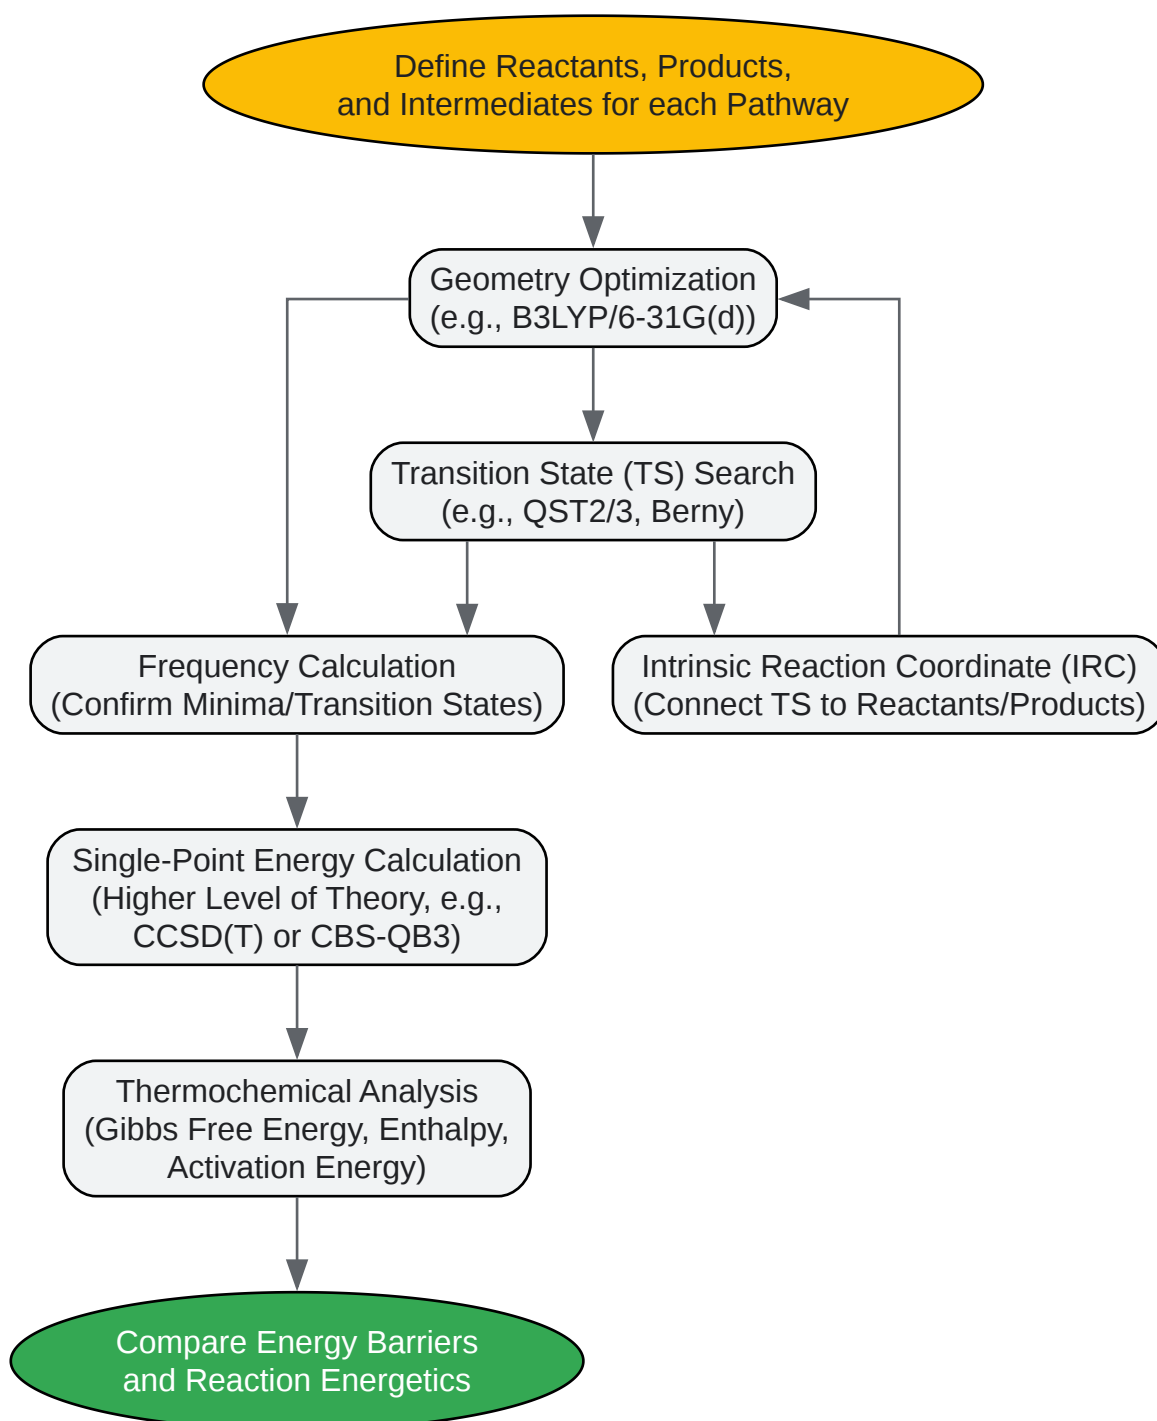 Define Reactants, Products,
and Intermediates for each Pathway
Geometry Optimization
(e.g., B3LYP/6-31G(d))
Transition State (TS) Search
(e.g., QST2/3, Berny)
Frequency Calculation
(Confirm Minima/Transition States)
Intrinsic Reaction Coordinate (IRC)
(Connect TS to Reactants/Products)
Single-Point Energy Calculation
(Higher Level of Theory, e.g.,
CCSD(T) or CBS-QB3)
Thermochemical Analysis
(Gibbs Free Energy, Enthalpy,
Activation Energy)
Compare Energy Barriers
and Reaction Energetics